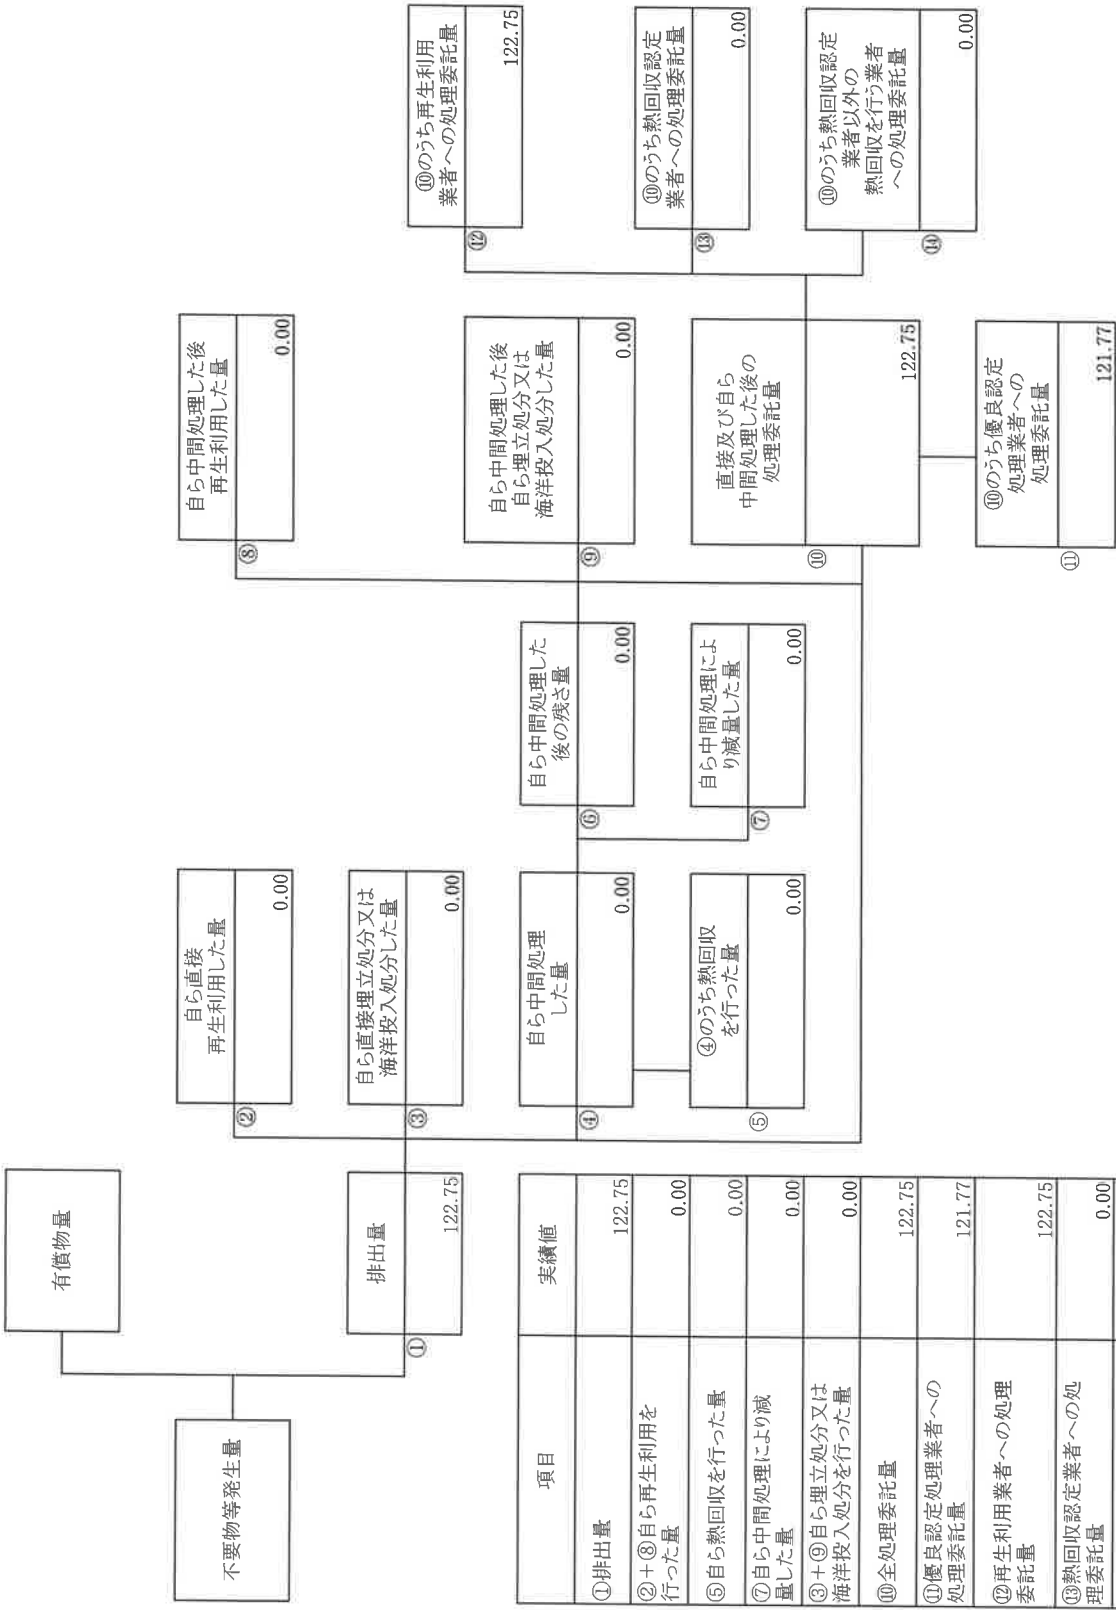 有償物量
不要物等発生量
排出量
①
122.75
自ら直接
再生利用した量
②
0.00
自ら直接埋立処分又は
海洋投入処分した量
③
0.00
自ら中間処理
した量
④
0.00
④のうち熱回収
を行った量
⑤
0.00
自ら中間処理した
後の残さ量
⑥
0.00
自ら中間処理によ
り減量した量
⑦
0.00
自ら中間処理した後
再生利用した量
⑧
0.00
自ら中間処理した後
自ら埋立処分又は
海洋投入処分した量
⑨
0.00
直接及び自ら
中間処理した後の
処理委託量
⑩
122.75
⑩のうち優良認定
処理業者への
処理委託量
⑪
121.77
⑩のうち再生利用
業者への処理委託量
⑫
122.75
⑩のうち熱回収認定
業者への処理委託量
⑬
0.00
⑩のうち熱回収認定
業者以外の
熱回収を行う業者
への処理委託量
⑭
0.00
項目 実績値
①排出量 122.75
②＋⑧自ら再生利用を
行った量 0.00
⑤自ら熱回収を行った量 0.00
⑦自ら中間処理により減
量した量 0.00
③＋⑨自ら埋立処分又は
海洋投入処分を行った量 0.00
⑩全処理委託量 122.75
⑪優良認定処理業者への
処理委託量 121.77
⑫再生利用業者への処理
委託量 122.75
⑬熱回収認定業者への処
理委託量 0.00